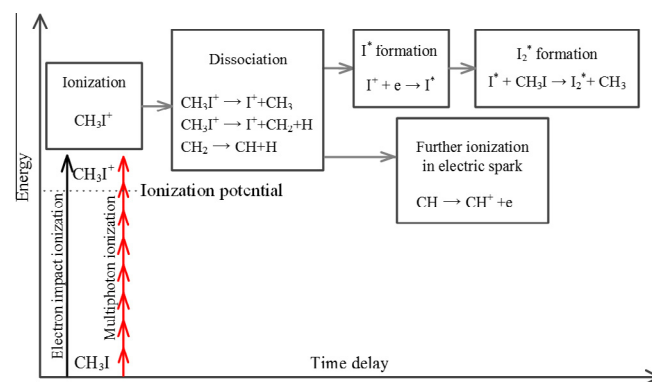 Energy
Ionization
CH₃I⁺
Dissociation
CH₃I⁺ → I⁺+CH₃
CH₃I⁺ → I⁺+CH₂+H
CH₂ → CH+H
I* formation
I⁺ + e → I*
I₂* formation
I* + CH₃I → I₂* + CH₃
Further ionization
in electric spark
CH → CH⁺ +e
CH₃I⁺
Ionization potential
Electron impact ionization
Multiphoton ionization
CH₃I
Time delay